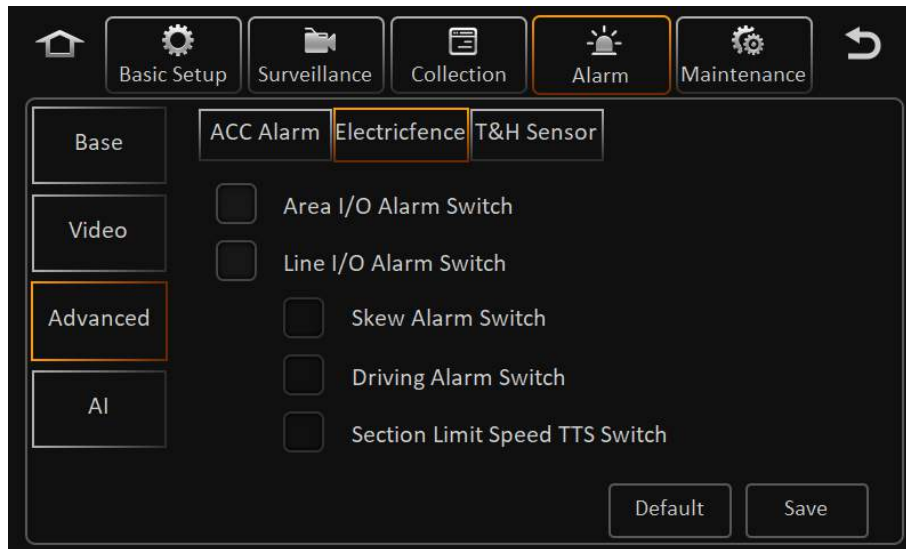 Basic Setup Surveillance Collection Alarm Maintenance
Base
Video
Advanced
AI
ACC Alarm Electricfence T&H Sensor
Area I/O Alarm Switch
Line I/O Alarm Switch
Skew Alarm Switch
Driving Alarm Switch
Section Limit Speed TTS Switch
Default Save